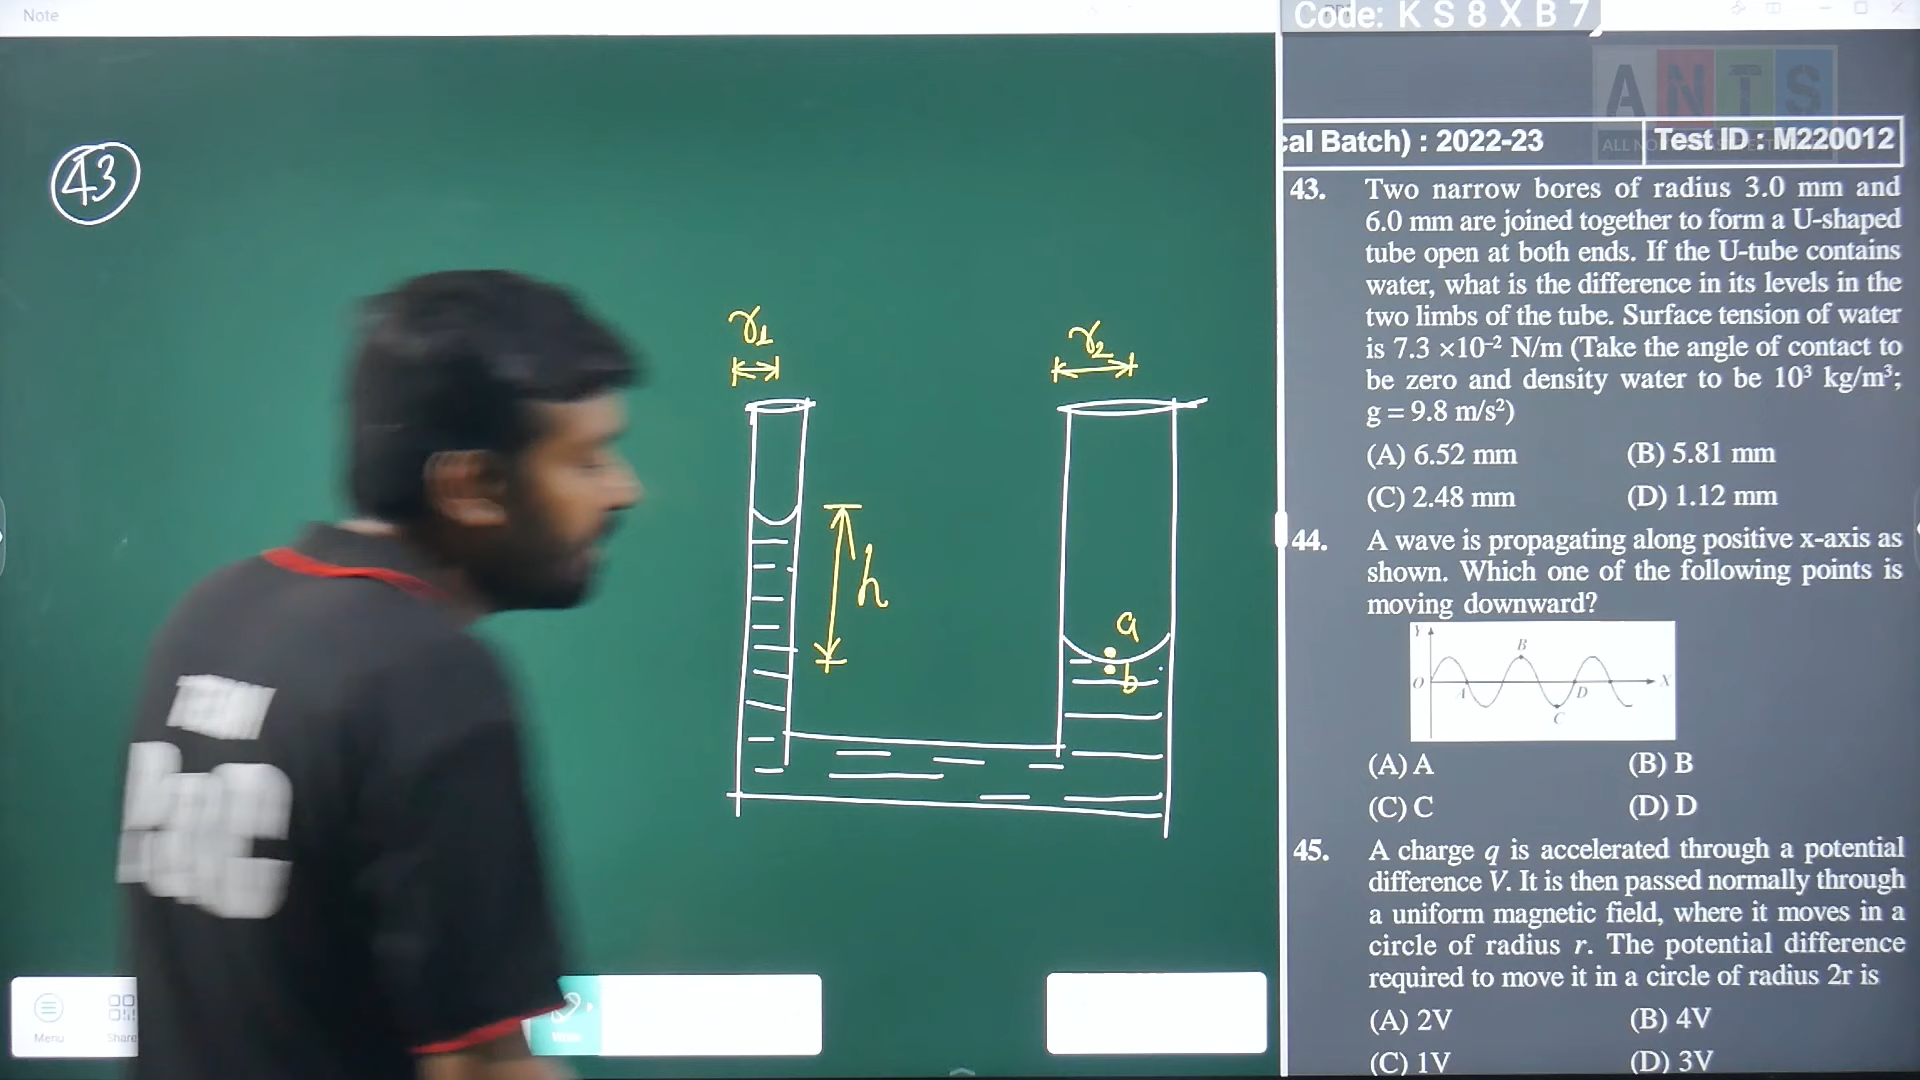 Note
Code: K S 8 X B 7
ANTS
cal Batch) : 2022-23
Test ID : M220012
43
43. Two narrow bores of radius 3.0 mm and
6.0 mm are joined together to form a U-shaped
tube open at both ends. If the U-tube contains
water, what is the difference in its levels in the
two limbs of the tube. Surface tension of water
is 7.3 ×10⁻² N/m (Take the angle of contact to
be zero and density water to be 10³ kg/m³;
g = 9.8 m/s²)
(A) 6.52 mm (B) 5.81 mm
(C) 2.48 mm (D) 1.12 mm
44. A wave is propagating along positive x-axis as
shown. Which one of the following points is
moving downward?
Y
B
O A D X
C
(A) A (B) B
(C) C (D) D
45. A charge q is accelerated through a potential
difference V. It is then passed normally through
a uniform magnetic field, where it moves in a
circle of radius r. The potential difference
required to move it in a circle of radius 2r is
(A) 2V (B) 4V
(C) 1V (D) 3V
r₁
r₂
h
a
b
Menu
Share